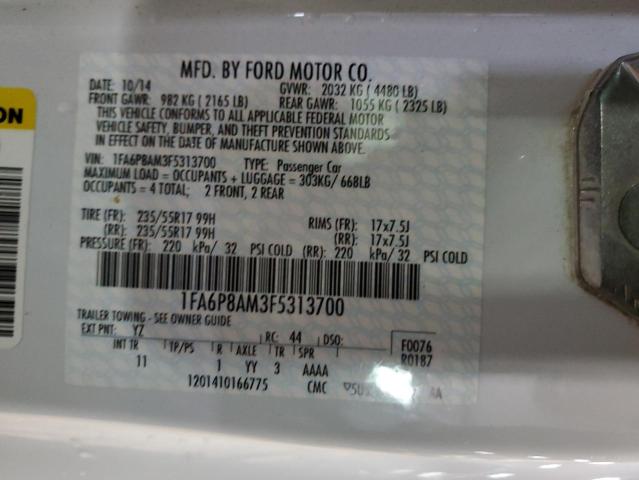 MFD. BY FORD MOTOR CO.
DATE: 10/14 GVWR: 2032 KG ( 4480 LB)
FRONT GAWR: 982 KG ( 2165 LB) REAR GAWR: 1055 KG ( 2325 LB)
THIS VEHICLE CONFORMS TO ALL APPLICABLE FEDERAL MOTOR
VEHICLE SAFETY, BUMPER, AND THEFT PREVENTION STANDARDS
IN EFFECT ON THE DATE OF MANUFACTURE SHOWN ABOVE.
VIN: 1FA6P8AM3F5313700 TYPE: Passenger Car
MAXIMUM LOAD = OCCUPANTS + LUGGAGE = 303KG/ 668LB
OCCUPANTS = 4 TOTAL; 2 FRONT, 2 REAR
TIRE (FR): 235/55R17 99H RIMS (FR): 17x7.5J
(RR): 235/55R17 99H (RR): 17x7.5J
PRESSURE (FR): 220 kPa/ 32 PSI COLD (RR): 220 kPa/ 32 PSI COLD
1FA6P8AM3F5313700
TRAILER TOWING - SEE OWNER GUIDE
EXT PNT: YZ RC: 44 DSO: F0076
INT TR TP/PS R AXLE TR SPR R0187
11 1 YY 3 AAAA
1201410166775 CMC
ON